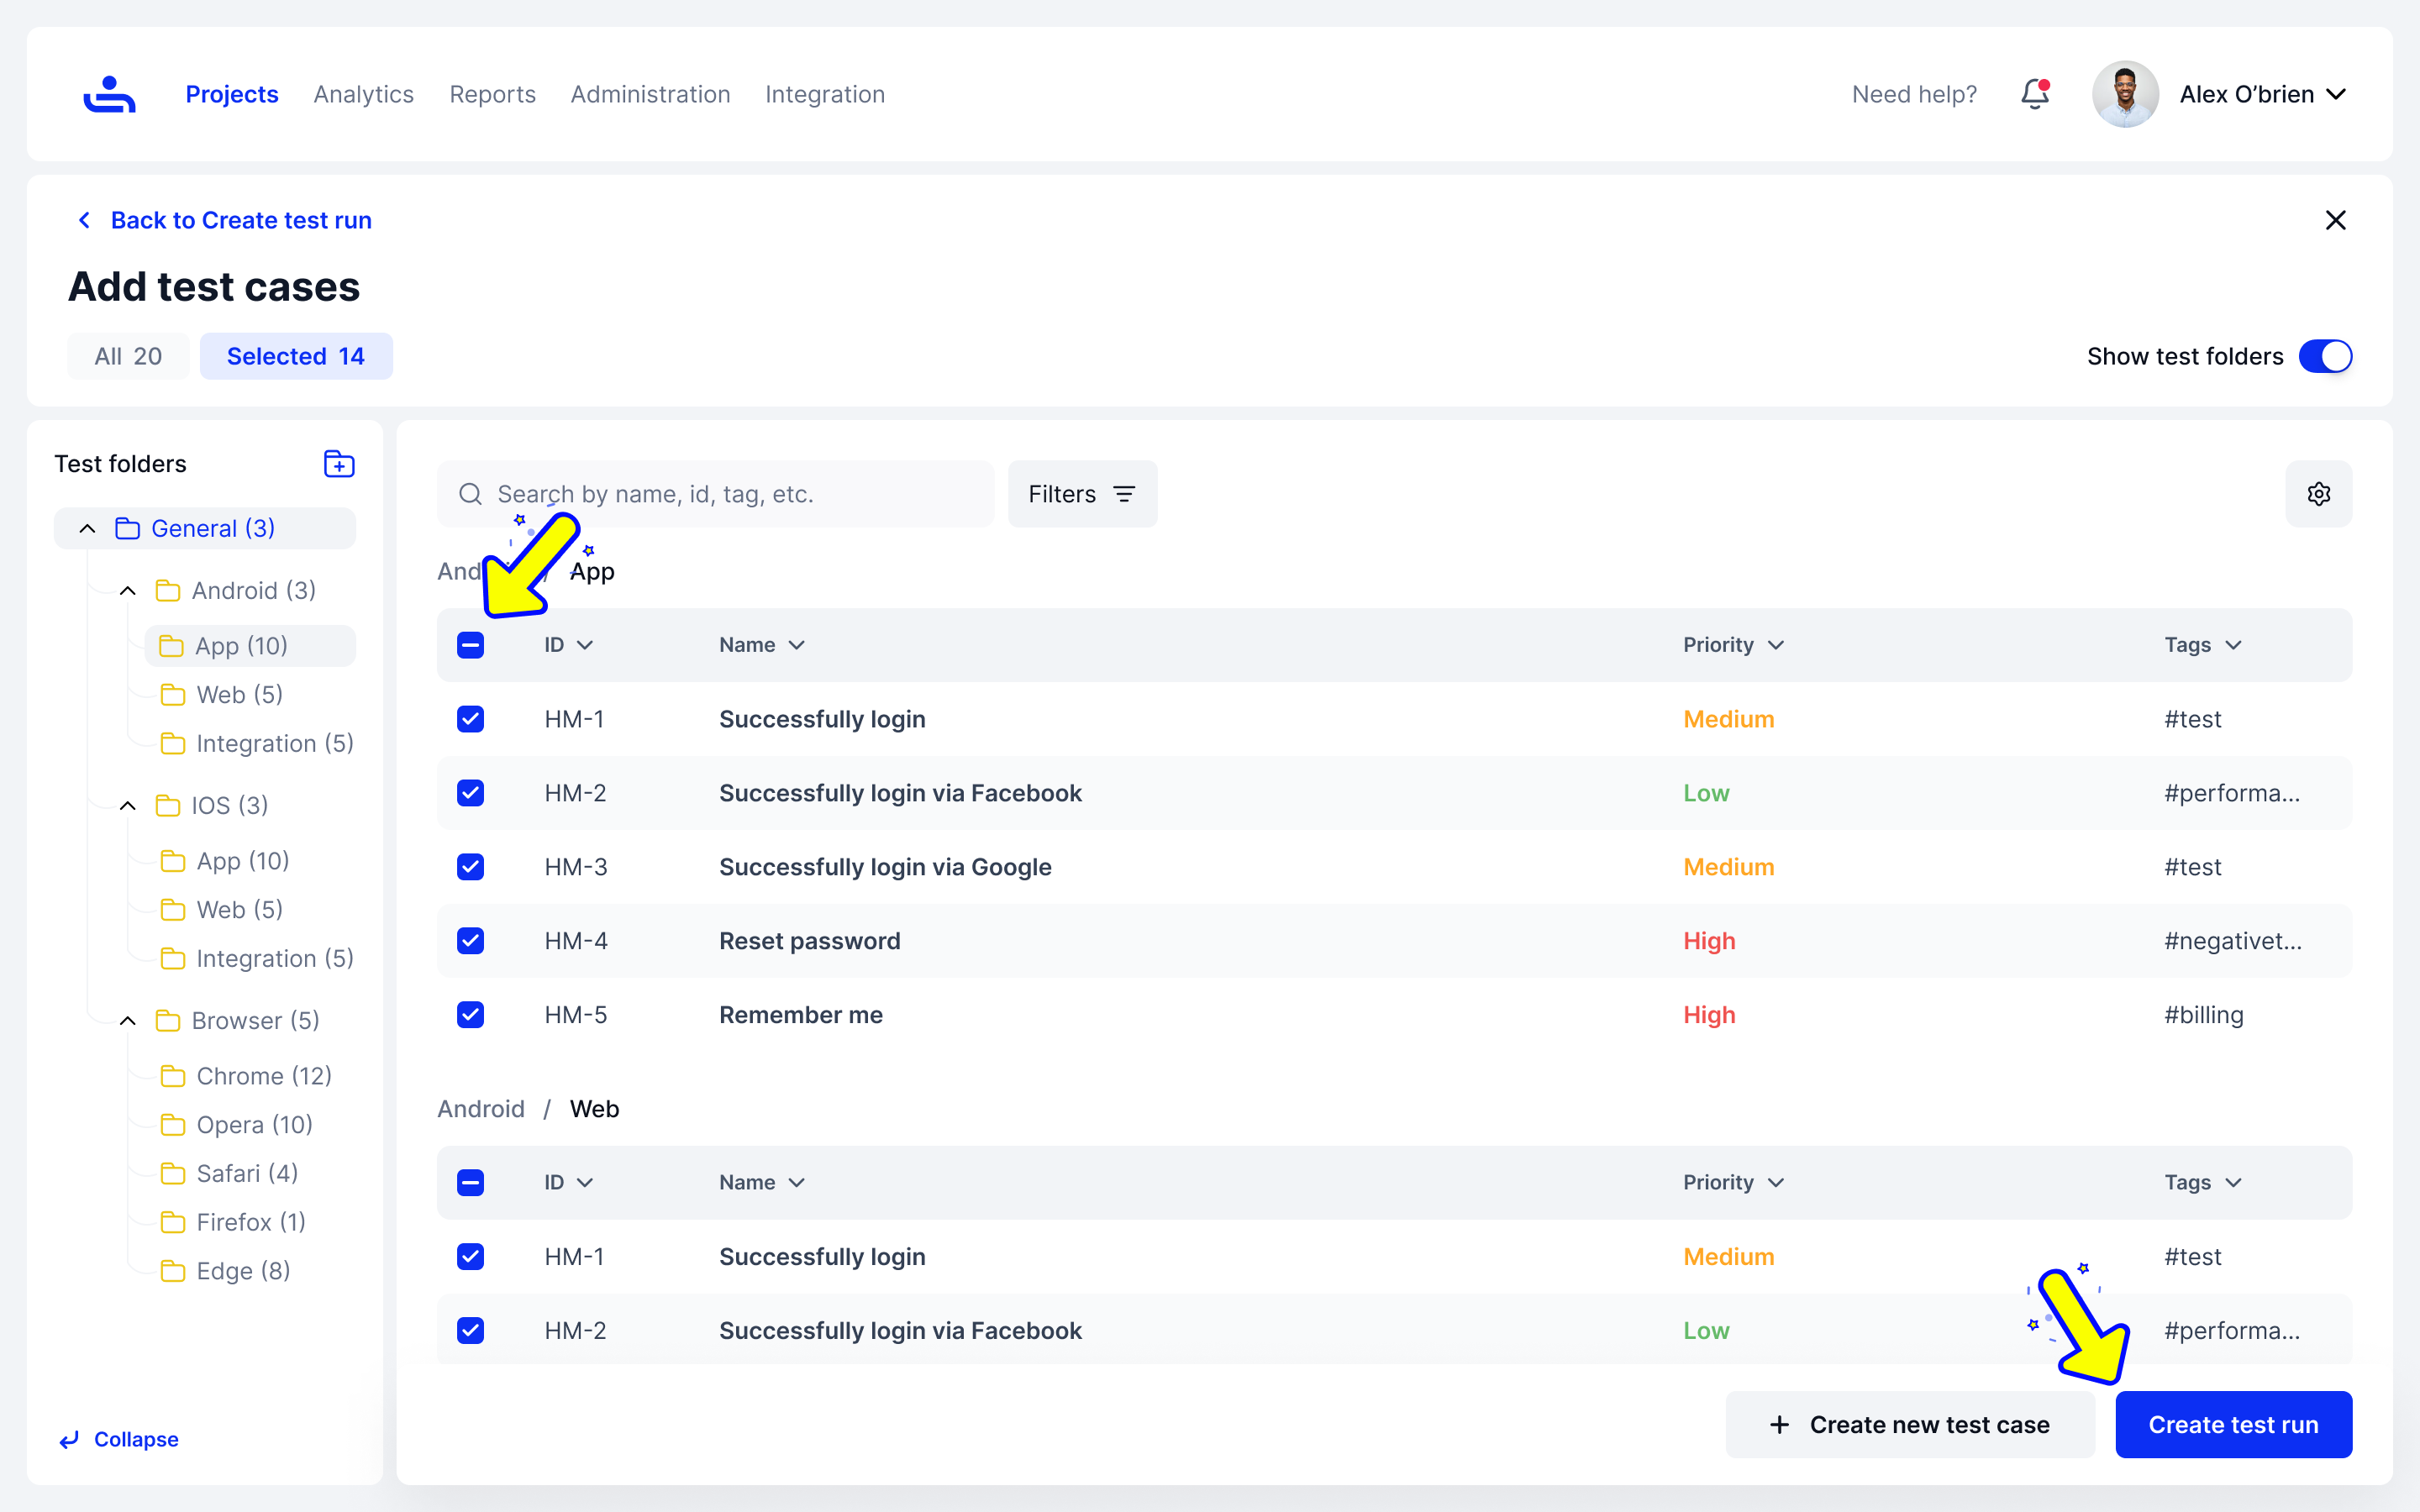 Projects Analytics Reports Administration Integration Need help? Alex O’brien
Back to Create test run
Add test cases
All 20 Selected 14 Show test folders
Test folders
General (3)
Android (3)
App (10)
Web (5)
Integration (5)
IOS (3)
App (10)
Web (5)
Integration (5)
Browser (5)
Chrome (12)
Opera (10)
Safari (4)
Firefox (1)
Edge (8)
Collapse
Search by name, id, tag, etc. Filters
/ App
ID Name Priority Tags
HM-1 Successfully login Medium #test
HM-2 Successfully login via Facebook Low #performa...
HM-3 Successfully login via Google Medium #test
HM-4 Reset password High #negativet...
HM-5 Remember me High #billing
Android / Web
ID Name Priority Tags
HM-1 Successfully login Medium #test
HM-2 Successfully login via Facebook Low #performa...
+ Create new test case Create test run